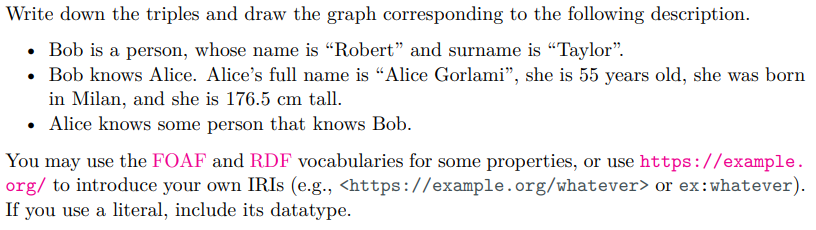 Write down the triples and draw the graph corresponding to the following description.
• Bob is a person, whose name is “Robert” and surname is “Taylor”.
• Bob knows Alice. Alice’s full name is “Alice Gorlami”, she is 55 years old, she was born
in Milan, and she is 176.5 cm tall.
• Alice knows some person that knows Bob.
You may use the FOAF and RDF vocabularies for some properties, or use https://example.
org/ to introduce your own IRIs (e.g., <https://example.org/whatever> or ex:whatever).
If you use a literal, include its datatype.